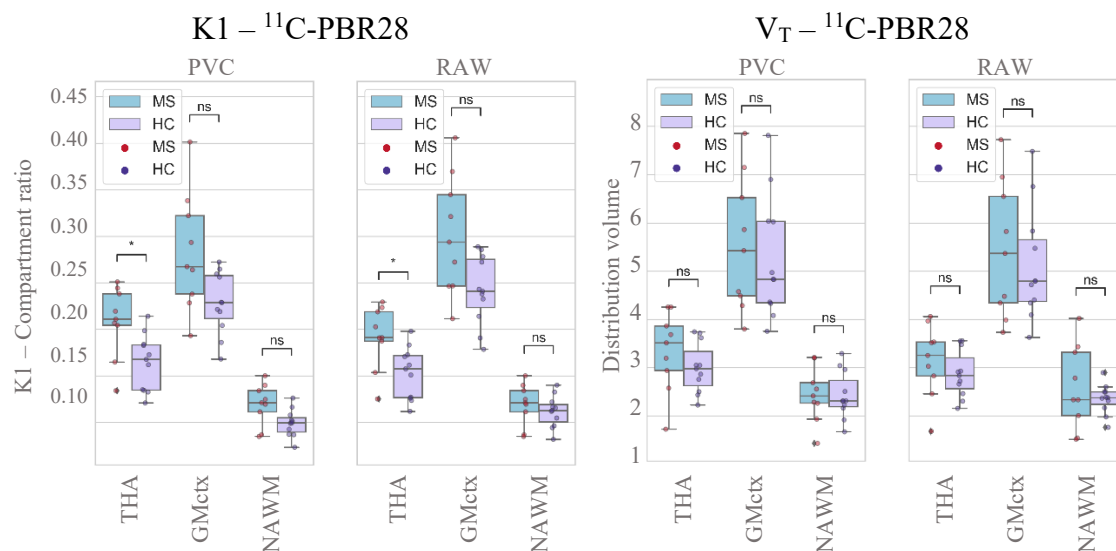 K1 – ¹¹C-PBR28
V_T – ¹¹C-PBR28
PVC
RAW
PVC
RAW
K1 – Compartment ratio
0.45
0.40
0.35
0.30
0.25
0.20
0.15
0.10
MS
HC
MS
HC
*
ns
ns
MS
HC
MS
HC
*
ns
ns
Distribution volume
8
7
6
5
4
3
2
1
MS
HC
MS
HC
ns
ns
ns
MS
HC
MS
HC
ns
ns
ns
THA
GMctx
NAWM
THA
GMctx
NAWM
THA
GMctx
NAWM
THA
GMctx
NAWM